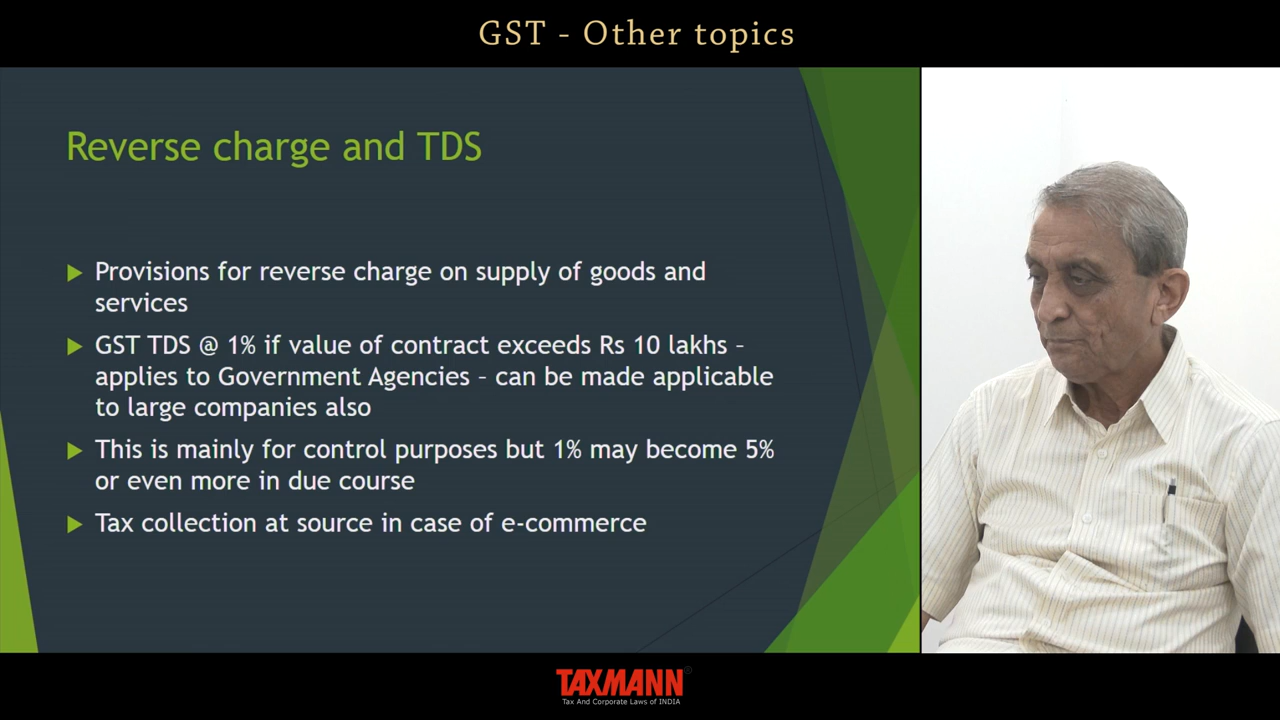 GST - Other topics
Reverse charge and TDS
Provisions for reverse charge on supply of goods and
services
GST TDS @ 1% if value of contract exceeds Rs 10 lakhs –
applies to Government Agencies – can be made applicable
to large companies also
This is mainly for control purposes but 1% may become 5%
or even more in due course
Tax collection at source in case of e-commerce
TAXMANN®
Tax And Corporate Laws of INDIA